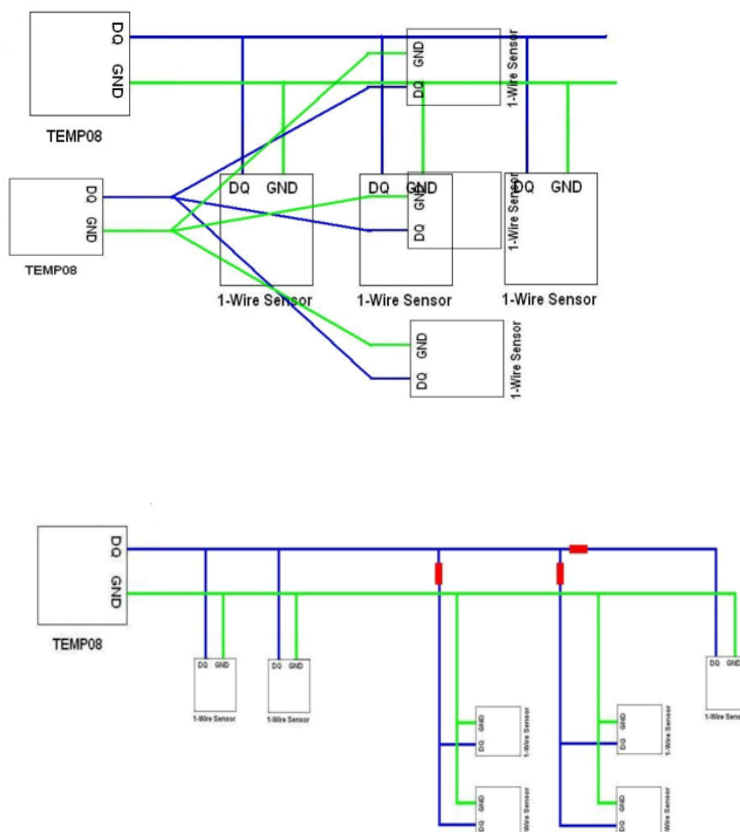 DQ
GND
TEMP08
GND
DQ
1-Wire Sensor
DQ
GND
TEMP08
DQ GND
1-Wire Sensor
DQ GND
1-Wire Sensor
GND
DQ
1-Wire Sensor
DQ GND
1-Wire Sensor
GND
DQ
1-Wire Sensor
DQ
GND
TEMP08
DQ GND
1-Wire Sensor
DQ GND
1-Wire Sensor
GND
DQ
1-Wire Sensor
GND
DQ
1-Wire Sensor
DQ GND
1-Wire Sens
GND
DQ
Wire Sensor
GND
DQ
Wire Sensor